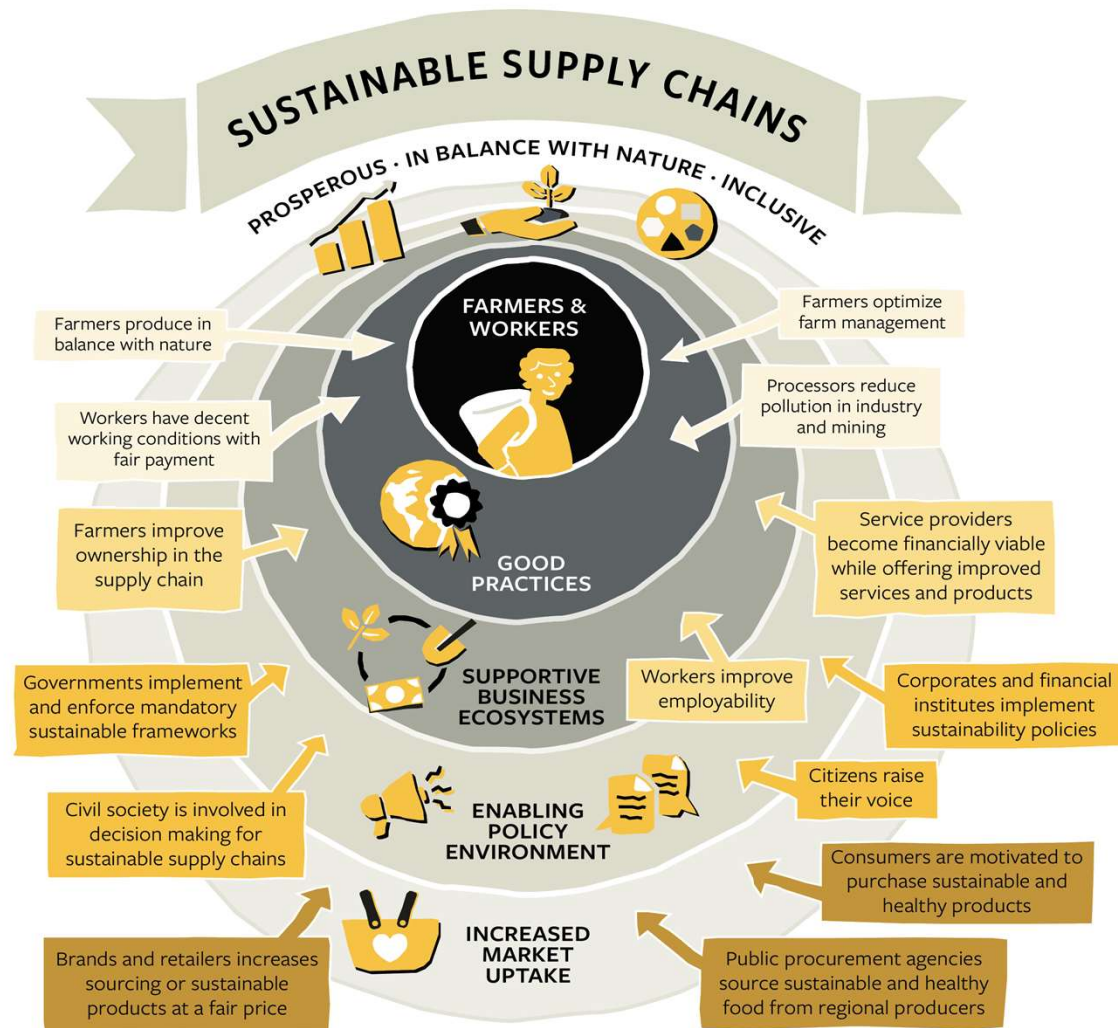 SUSTAINABLE SUPPLY CHAINS
PROSPEROUS · IN BALANCE WITH NATURE · INCLUSIVE
FARMERS &
WORKERS
Farmers produce in
balance with nature
Farmers optimize
farm management
Workers have decent
working conditions with
fair payment
Processors reduce
pollution in industry
and mining
GOOD
PRACTICES
Farmers improve
ownership in the
supply chain
Service providers
become financially viable
while offering improved
services and products
SUPPORTIVE
BUSINESS
ECOSYSTEMS
Workers improve
employability
Governments implement
and enforce mandatory
sustainable frameworks
Corporates and financial
institutes implement
sustainability policies
Civil society is involved in
decision making for
sustainable supply chains
ENABLING
POLICY
ENVIRONMENT
Citizens raise
their voice
Consumers are motivated to
purchase sustainable and
healthy products
Brands and retailers increases
sourcing or sustainable
products at a fair price
INCREASED
MARKET
UPTAKE
Public procurement agencies
source sustainable and healthy
food from regional producers